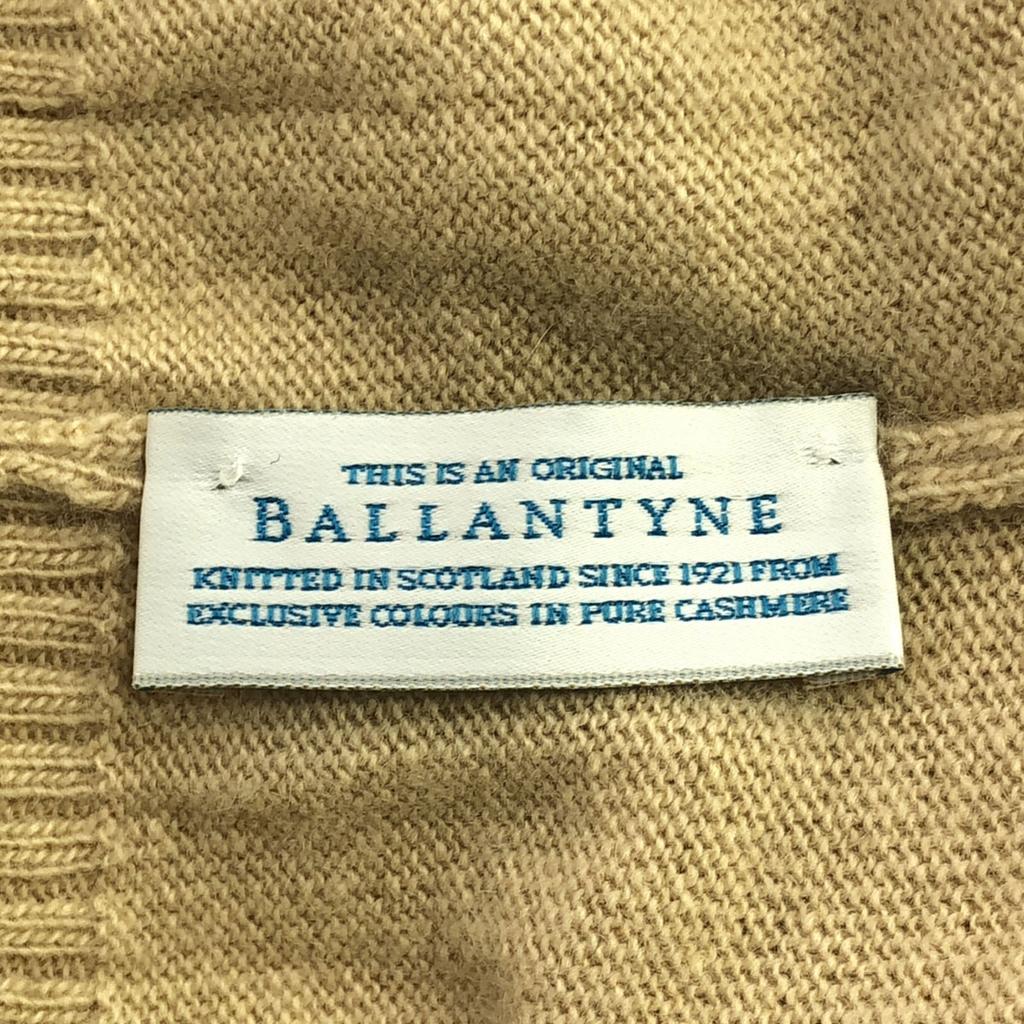 THIS IS AN ORIGINAL
BALLANTYNE
KNITTED IN SCOTLAND SINCE 1921 FROM
EXCLUSIVE COLOURS IN PURE CASHMERE